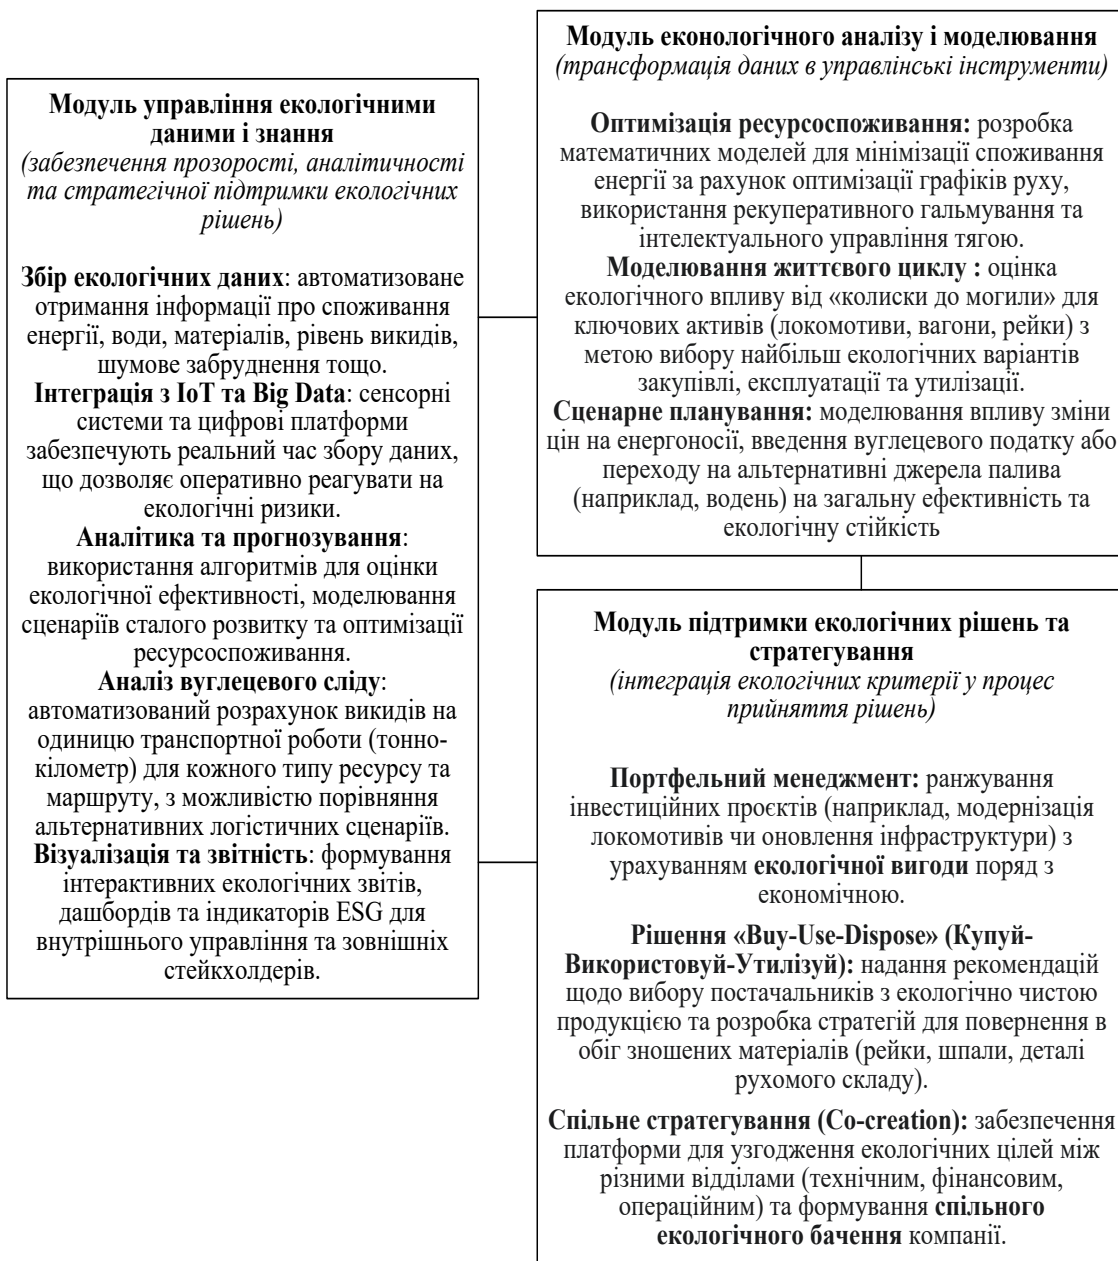 Модуль управління екологічними
даними і знання
(забезпечення прозорості, аналітичності
та стратегічної підтримки екологічних
рішень)
Збір екологічних даних: автоматизоване
отримання інформації про споживання
енергії, води, матеріалів, рівень викидів,
шумове забруднення тощо.
Інтеграція з IoT та Big Data: сенсорні
системи та цифрові платформи
забезпечують реальний час збору даних,
що дозволяє оперативно реагувати на
екологічні ризики.
Аналітика та прогнозування:
використання алгоритмів для оцінки
екологічної ефективності, моделювання
сценаріїв сталого розвитку та оптимізації
ресурсоспоживання.
Аналіз вуглецевого сліду:
автоматизований розрахунок викидів на
одиницю транспортної роботи (тонно-
кілометр) для кожного типу ресурсу та
маршруту, з можливістю порівняння
альтернативних логістичних сценаріїв.
Візуалізація та звітність: формування
інтерактивних екологічних звітів,
дашбордів та індикаторів ESG для
внутрішнього управління та зовнішніх
стейкхолдерів.
Модуль еконологічного аналізу і моделювання
(трансформація даних в управлінські інструменти)
Оптимізація ресурсоспоживання: розробка
математичних моделей для мінімізації споживання
енергії за рахунок оптимізації графіків руху,
використання рекуперативного гальмування та
інтелектуального управління тягою.
Моделювання життєвого циклу : оцінка
екологічного впливу від «колиски до могили» для
ключових активів (локомотиви, вагони, рейки) з
метою вибору найбільш екологічних варіантів
закупівлі, експлуатації та утилізації.
Сценарне планування: моделювання впливу зміни
цін на енергоносії, введення вуглецевого податку або
переходу на альтернативні джерела палива
(наприклад, водень) на загальну ефективність та
екологічну стійкість
Модуль підтримки екологічних рішень та
стратегування
(інтеграція екологічних критерії у процес
прийняття рішень)
Портфельний менеджмент: ранжування
інвестиційних проєктів (наприклад, модернізація
локомотивів чи оновлення інфраструктури) з
урахуванням екологічної вигоди поряд з
економічною.
Рішення «Buy-Use-Dispose» (Купуй-
Використовуй-Утилізуй): надання рекомендацій
щодо вибору постачальників з екологічно чистою
продукцією та розробка стратегій для повернення в
обіг зношених матеріалів (рейки, шпали, деталі
рухомого складу).
Спільне стратегування (Co-creation): забезпечення
платформи для узгодження екологічних цілей між
різними відділами (технічним, фінансовим,
операційним) та формування спільного
екологічного бачення компанії.